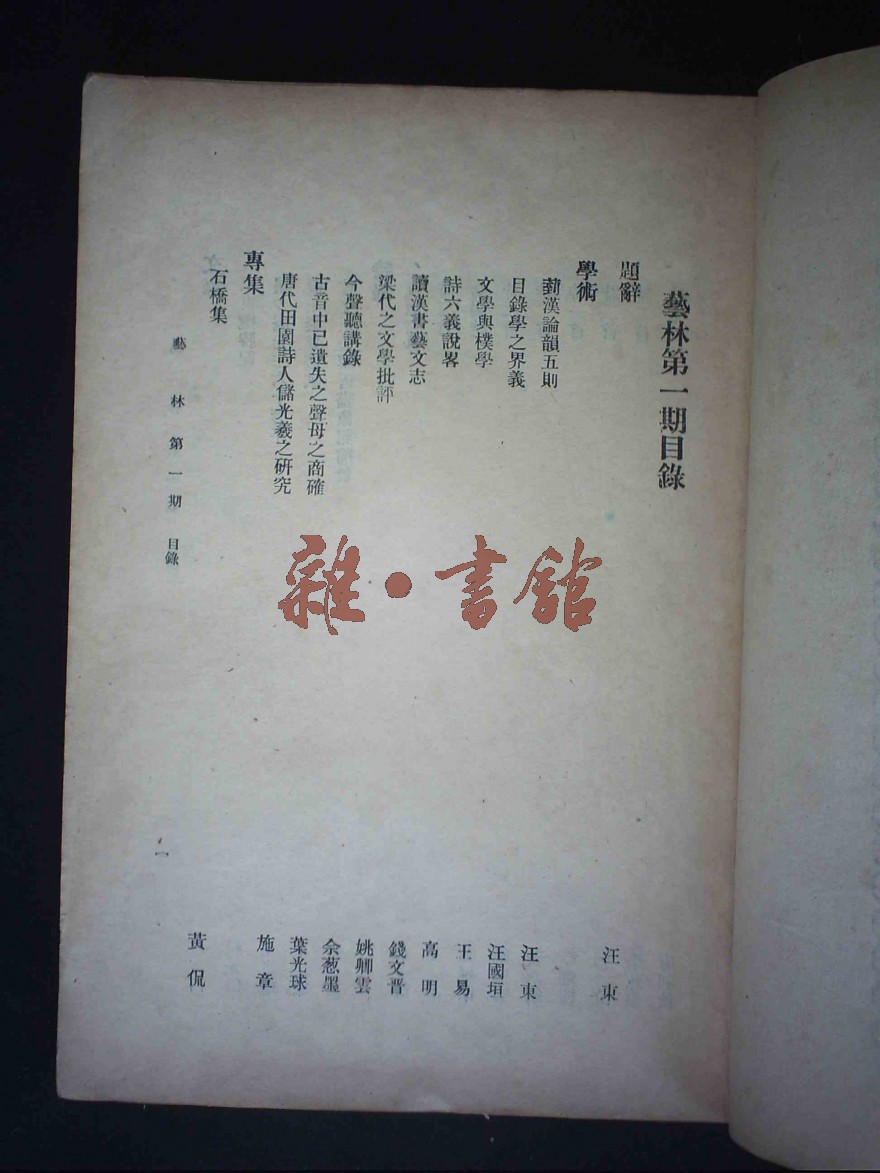 藝林第一期目錄
題辭 汪東
學術
蘄漢論韻五則 汪東
目錄學之界義 汪國垣
文學與樸學 王易
詩六義說畧 高明
讀漢書藝文志 錢文晋
梁代之文學批評 姚卿雲
今聲聽講錄 佘葱墨
古音中已遺失之聲母之商確 葉光球
唐代田園詩人儲光羲之研究 施章
專集
石橋集 黃侃
藝林第一期 目錄
一
雜·書館